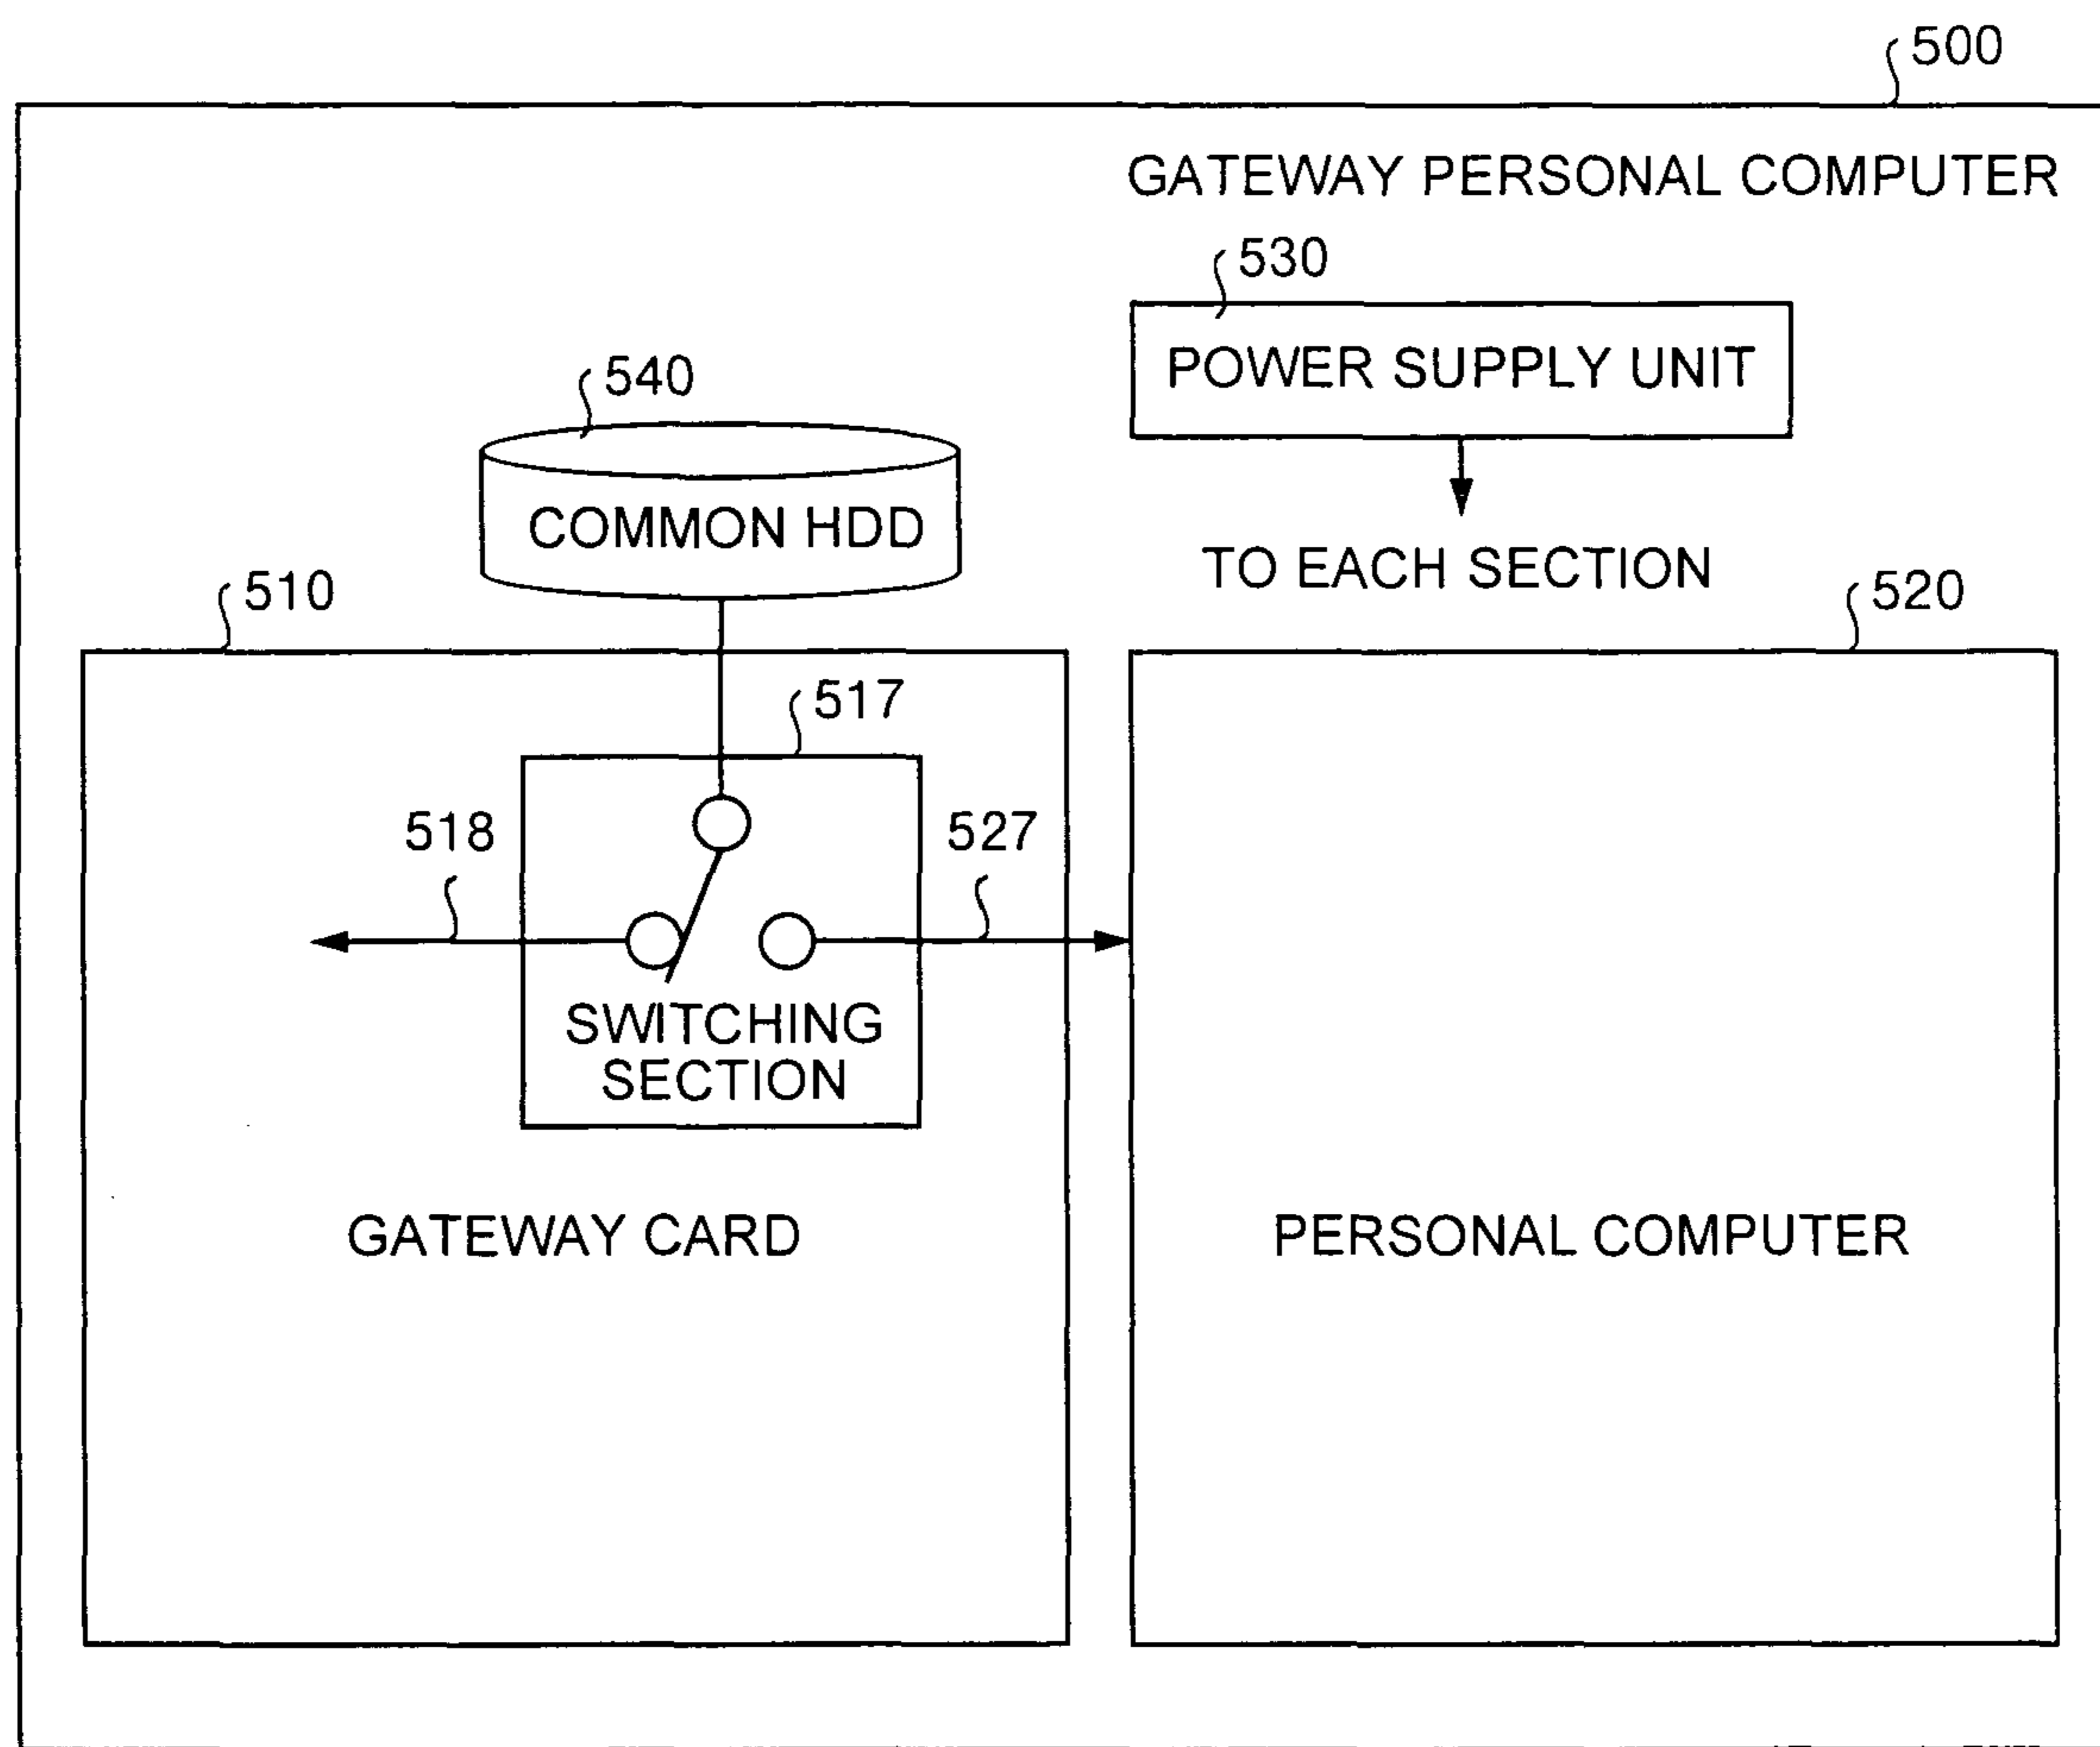 500
GATEWAY PERSONAL COMPUTER
530
POWER SUPPLY UNIT
540
COMMON HDD
TO EACH SECTION
510
520
517
518
527
SWITCHING
SECTION
GATEWAY CARD
PERSONAL COMPUTER